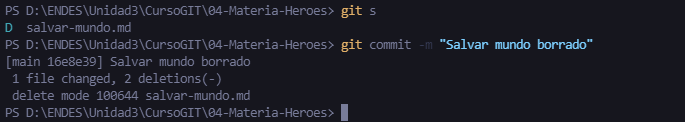 PS D:\ENDES\Unidad3\CursoGIT\04-Materia-Heroes> git s
D  salvar-mundo.md
PS D:\ENDES\Unidad3\CursoGIT\04-Materia-Heroes> git commit -m "Salvar mundo borrado"
[main 16e8e39] Salvar mundo borrado
 1 file changed, 2 deletions(-)
 delete mode 100644 salvar-mundo.md
PS D:\ENDES\Unidad3\CursoGIT\04-Materia-Heroes>